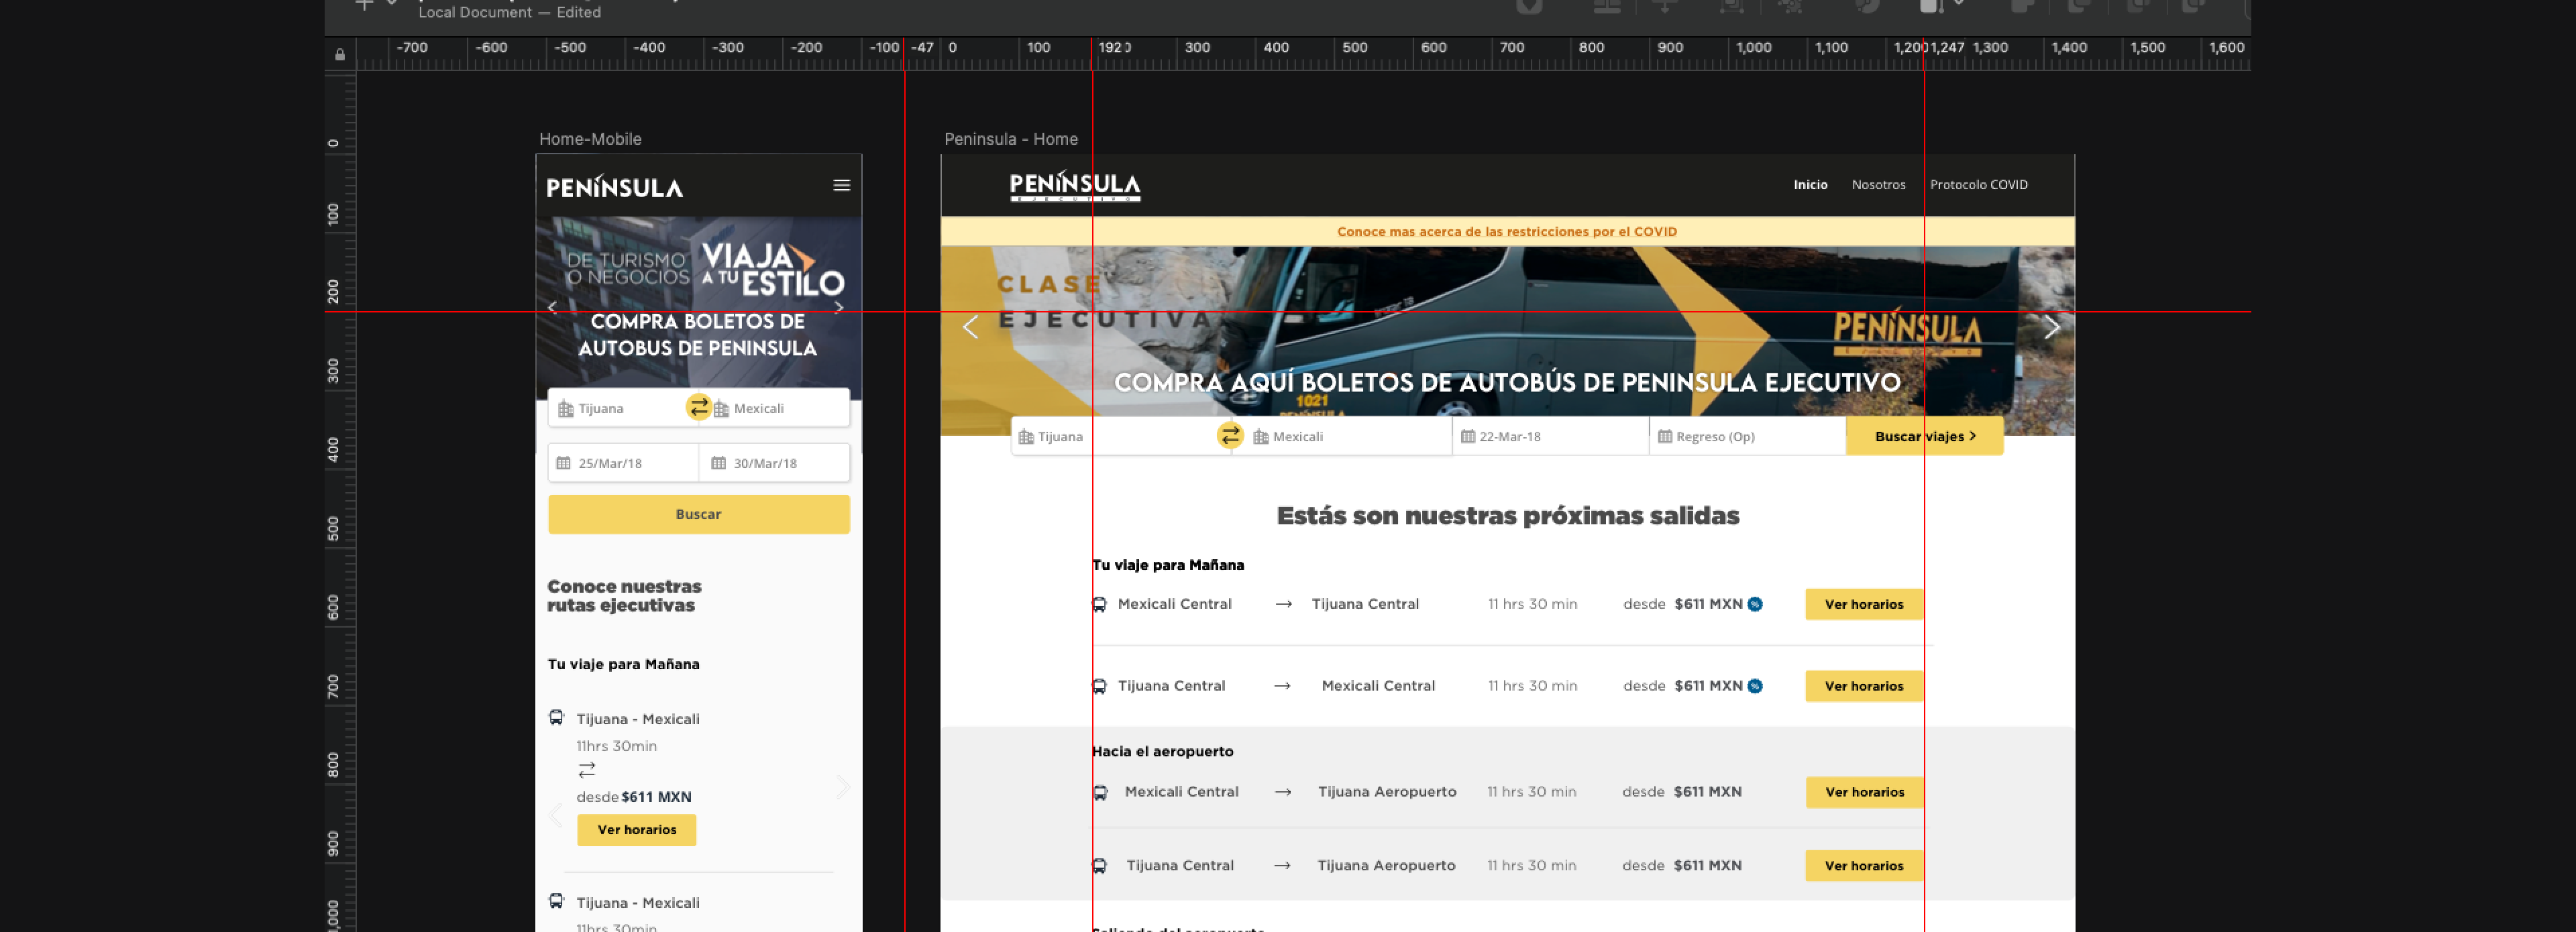 Local Document — Edited
-700 -600 -500 -400 -300 -200 -100 -47 0 100 192 300 400 500 600 700 800 900 1,000 1,100 1,200 1,247 1,300 1,400 1,500 1,600
0
100
200
300
400
500
600
700
800
900
Home-Mobile
PENÍNSULA
DE TURISMO
O NEGOCIOS
VIAJA
A TU ESTILO
COMPRA BOLETOS DE
AUTOBUS DE PENINSULA
Tijuana
Mexicali
25/Mar/18
30/Mar/18
Buscar
Conoce nuestras
rutas ejecutivas
Tu viaje para Mañana
Tijuana - Mexicali
11hrs 30min
desde $611 MXN
Ver horarios
Tijuana - Mexicali
11hrs 30min
Peninsula - Home
PENÍNSULA
EJECUTIVO
Inicio Nosotros Protocolo COVID
Conoce mas acerca de las restricciones por el COVID
CLASE
EJECUTIVA
PENÍNSULA
COMPRA AQUÍ BOLETOS DE AUTOBÚS DE PENINSULA EJECUTIVO
1021
PENÍNSULA
Tijuana
Mexicali
22-Mar-18
Regreso (Op)
Buscar viajes >
Estás son nuestras próximas salidas
Tu viaje para Mañana
Mexicali Central → Tijuana Central 11 hrs 30 min desde $611 MXN % Ver horarios
Tijuana Central → Mexicali Central 11 hrs 30 min desde $611 MXN % Ver horarios
Hacia el aeropuerto
Mexicali Central → Tijuana Aeropuerto 11 hrs 30 min desde $611 MXN Ver horarios
Tijuana Central → Tijuana Aeropuerto 11 hrs 30 min desde $611 MXN Ver horarios
Saliendo del aeropuerto